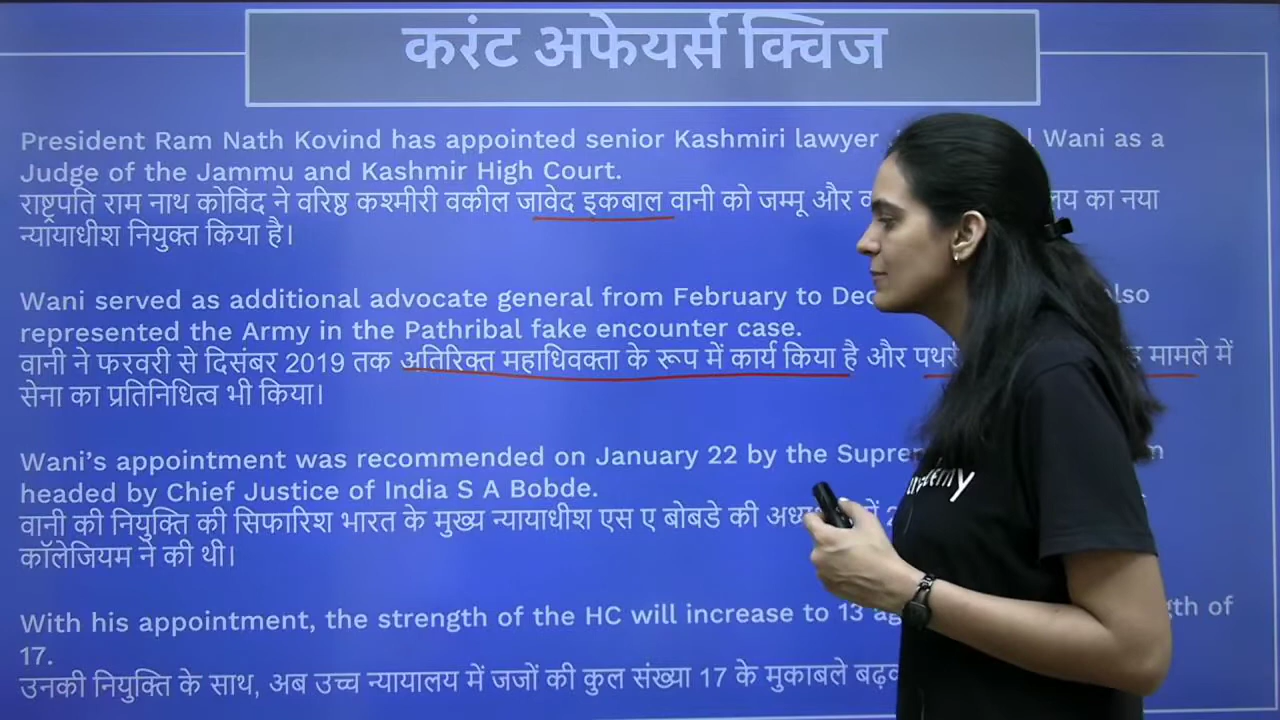 करंट अफेयर्स क्विज
President Ram Nath Kovind has appointed senior Kashmiri lawyer Wani as a
Judge of the Jammu and Kashmir High Court.
राष्ट्रपति राम नाथ कोविंद ने वरिष्ठ कश्मीरी वकील जावेद इकबाल वानी को जम्मू और का नया
न्यायाधीश नियुक्त किया है।
Wani served as additional advocate general from February to
represented the Army in the Pathribal fake encounter case.
वानी ने फरवरी से दिसंबर 2019 तक अतिरिक्त महाधिवक्ता के रूप में कार्य किया है और मामले में
सेना का प्रतिनिधित्व भी किया।
Wani's appointment was recommended on January 22 by the
headed by Chief Justice of India S A Bobde.
वानी की नियुक्ति की सिफारिश भारत के मुख्य न्यायाधीश एस ए बोबडे की
कॉलेजियम ने की थी।
With his appointment, the strength of the HC will increase to 13 of
17.
उनकी नियुक्ति के साथ, अब उच्च न्यायालय में जजों की कुल संख्या 17 के मुकाबले